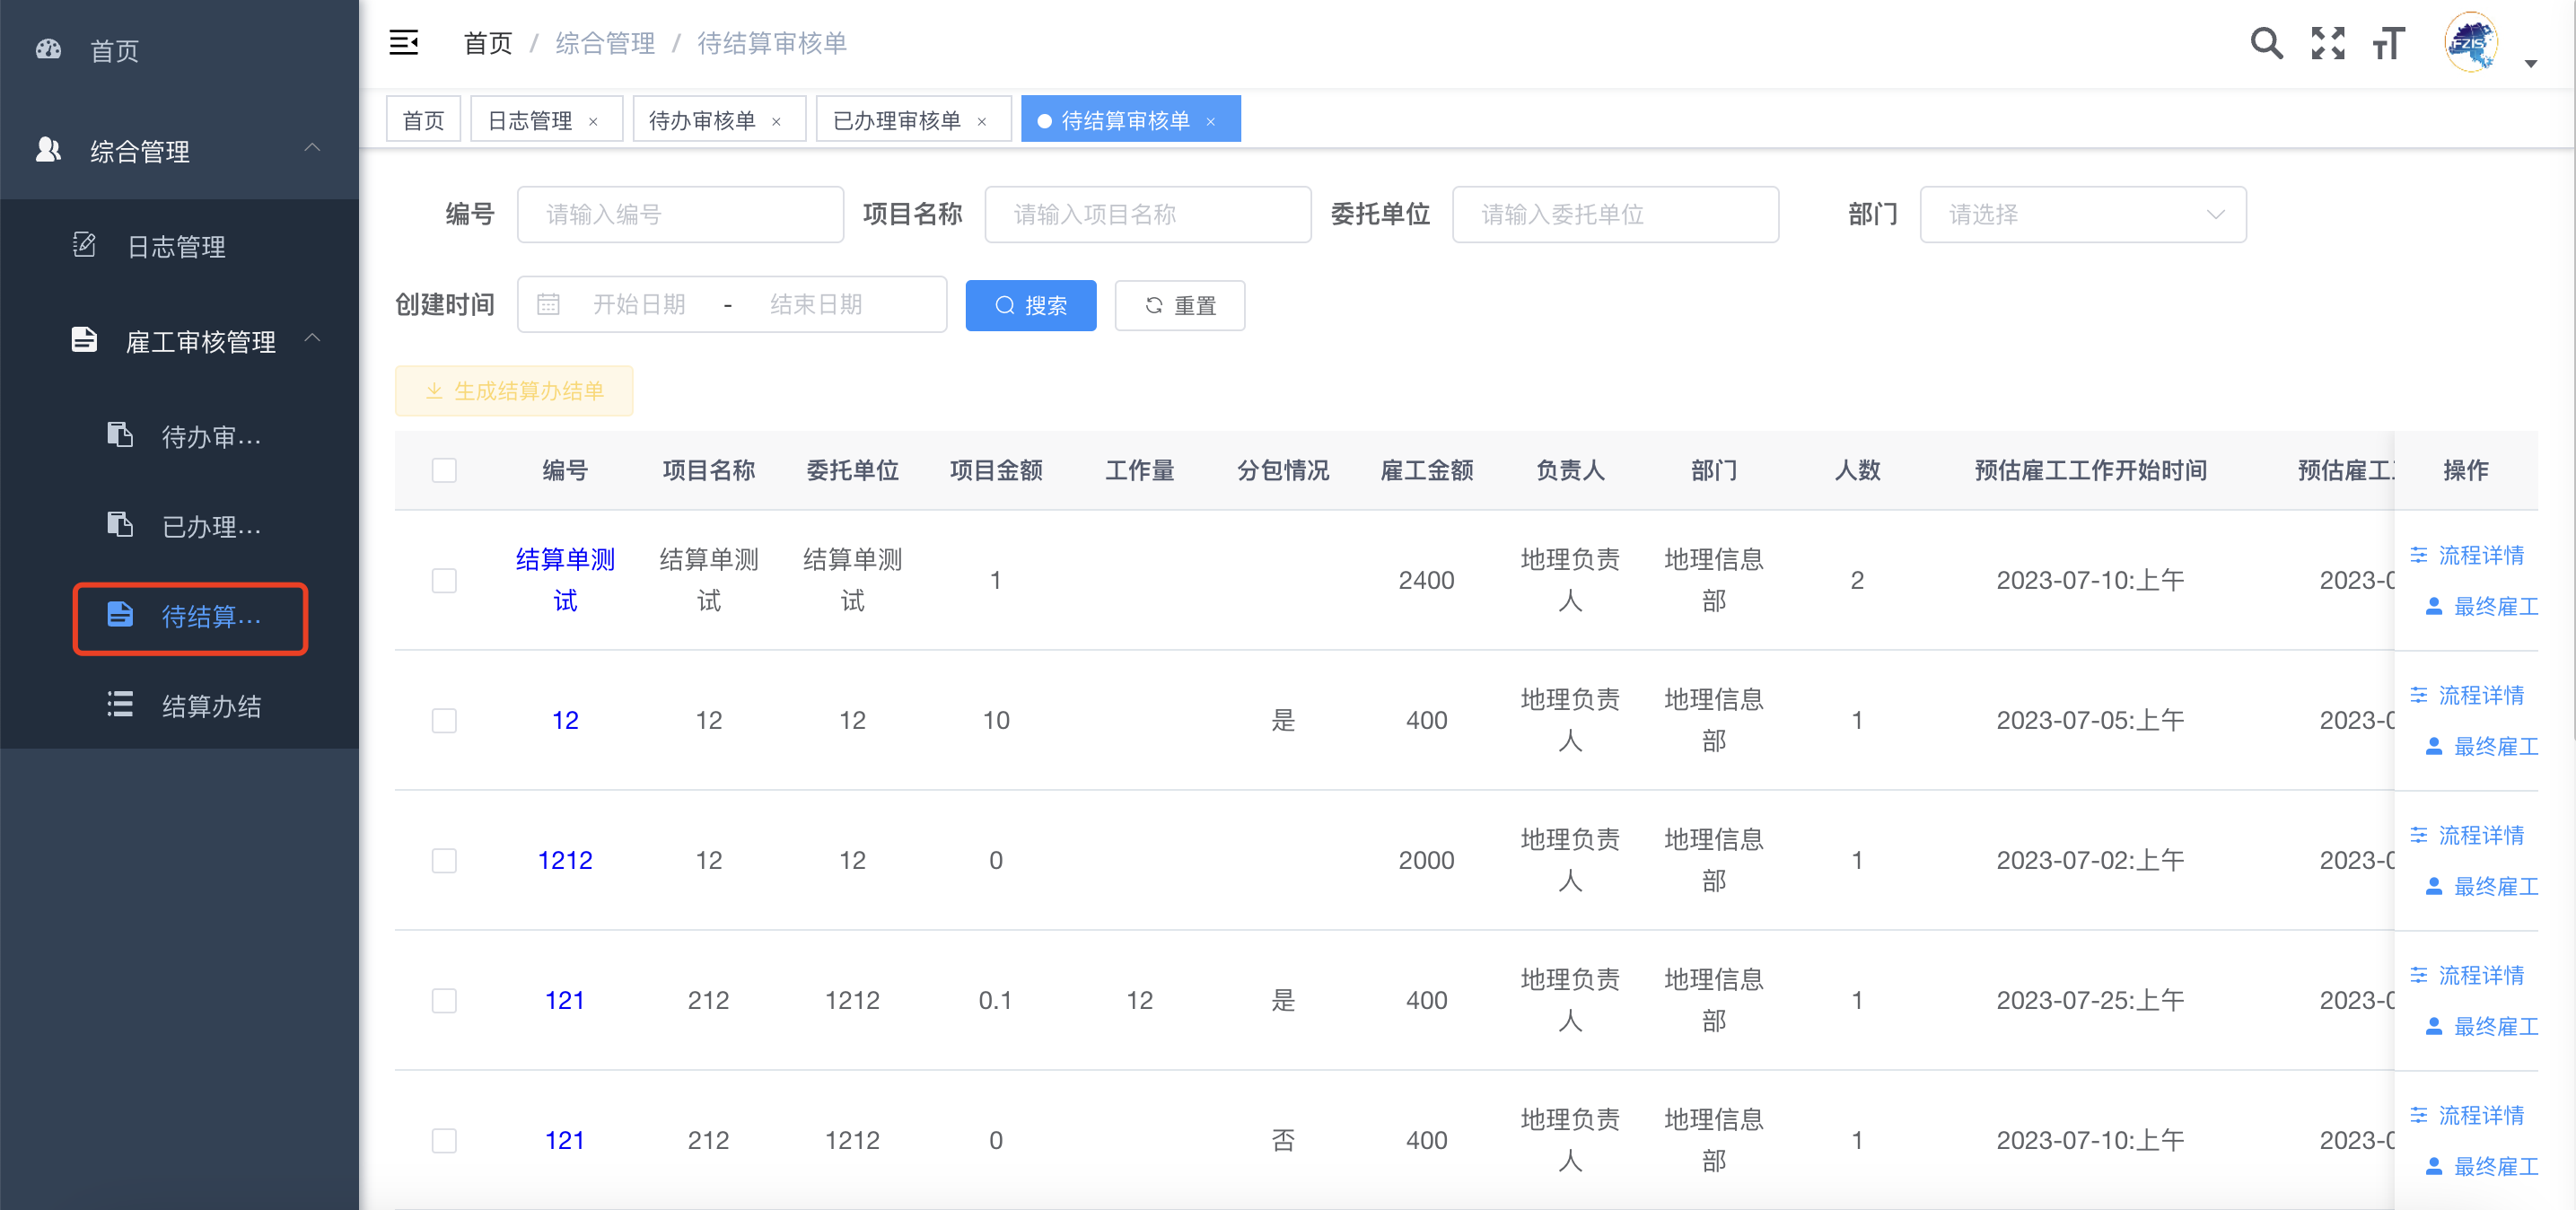 首页
综合管理
日志管理
雇工审核管理
待办审...
已办理...
待结算...
结算办结
首页 / 综合管理 / 待结算审核单
FZIS
首页 日志管理 × 待办审核单 × 已办理审核单 × 待结算审核单 ×
编号 请输入编号 项目名称 请输入项目名称 委托单位 请输入委托单位 部门 请选择
创建时间 开始日期 - 结束日期 搜索 重置
生成结算办结单
编号 项目名称 委托单位 项目金额 工作量 分包情况 雇工金额 负责人 部门 人数 预估雇工工作开始时间 预估雇工 操作
结算单测试 结算单测试 结算单测试 1 2400 地理负责人 地理信息部 2 2023-07-10:上午 2023-0 流程详情 最终雇工
12 12 12 10 是 400 地理负责人 地理信息部 1 2023-07-05:上午 2023-0 流程详情 最终雇工
1212 12 12 0 2000 地理负责人 地理信息部 1 2023-07-02:上午 2023-0 流程详情 最终雇工
121 212 1212 0.1 12 是 400 地理负责人 地理信息部 1 2023-07-25:上午 2023-0 流程详情 最终雇工
121 212 1212 0 否 400 地理负责人 地理信息部 1 2023-07-10:上午 2023-0 流程详情 最终雇工